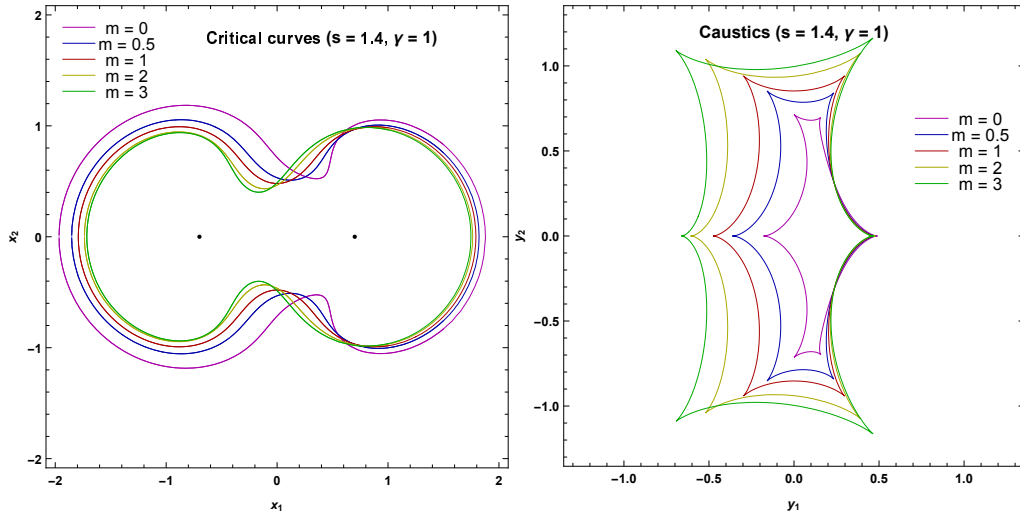 Critical curves (s = 1.4, γ = 1)
m = 0
m = 0.5
m = 1
m = 2
m = 3
2
1
0
−1
−2
x₂
−2
−1
0
1
2
x₁
Caustics (s = 1.4, γ = 1)
m = 0
m = 0.5
m = 1
m = 2
m = 3
1.0
0.5
0.0
−0.5
−1.0
y₂
−1.0
−0.5
0.0
0.5
1.0
y₁